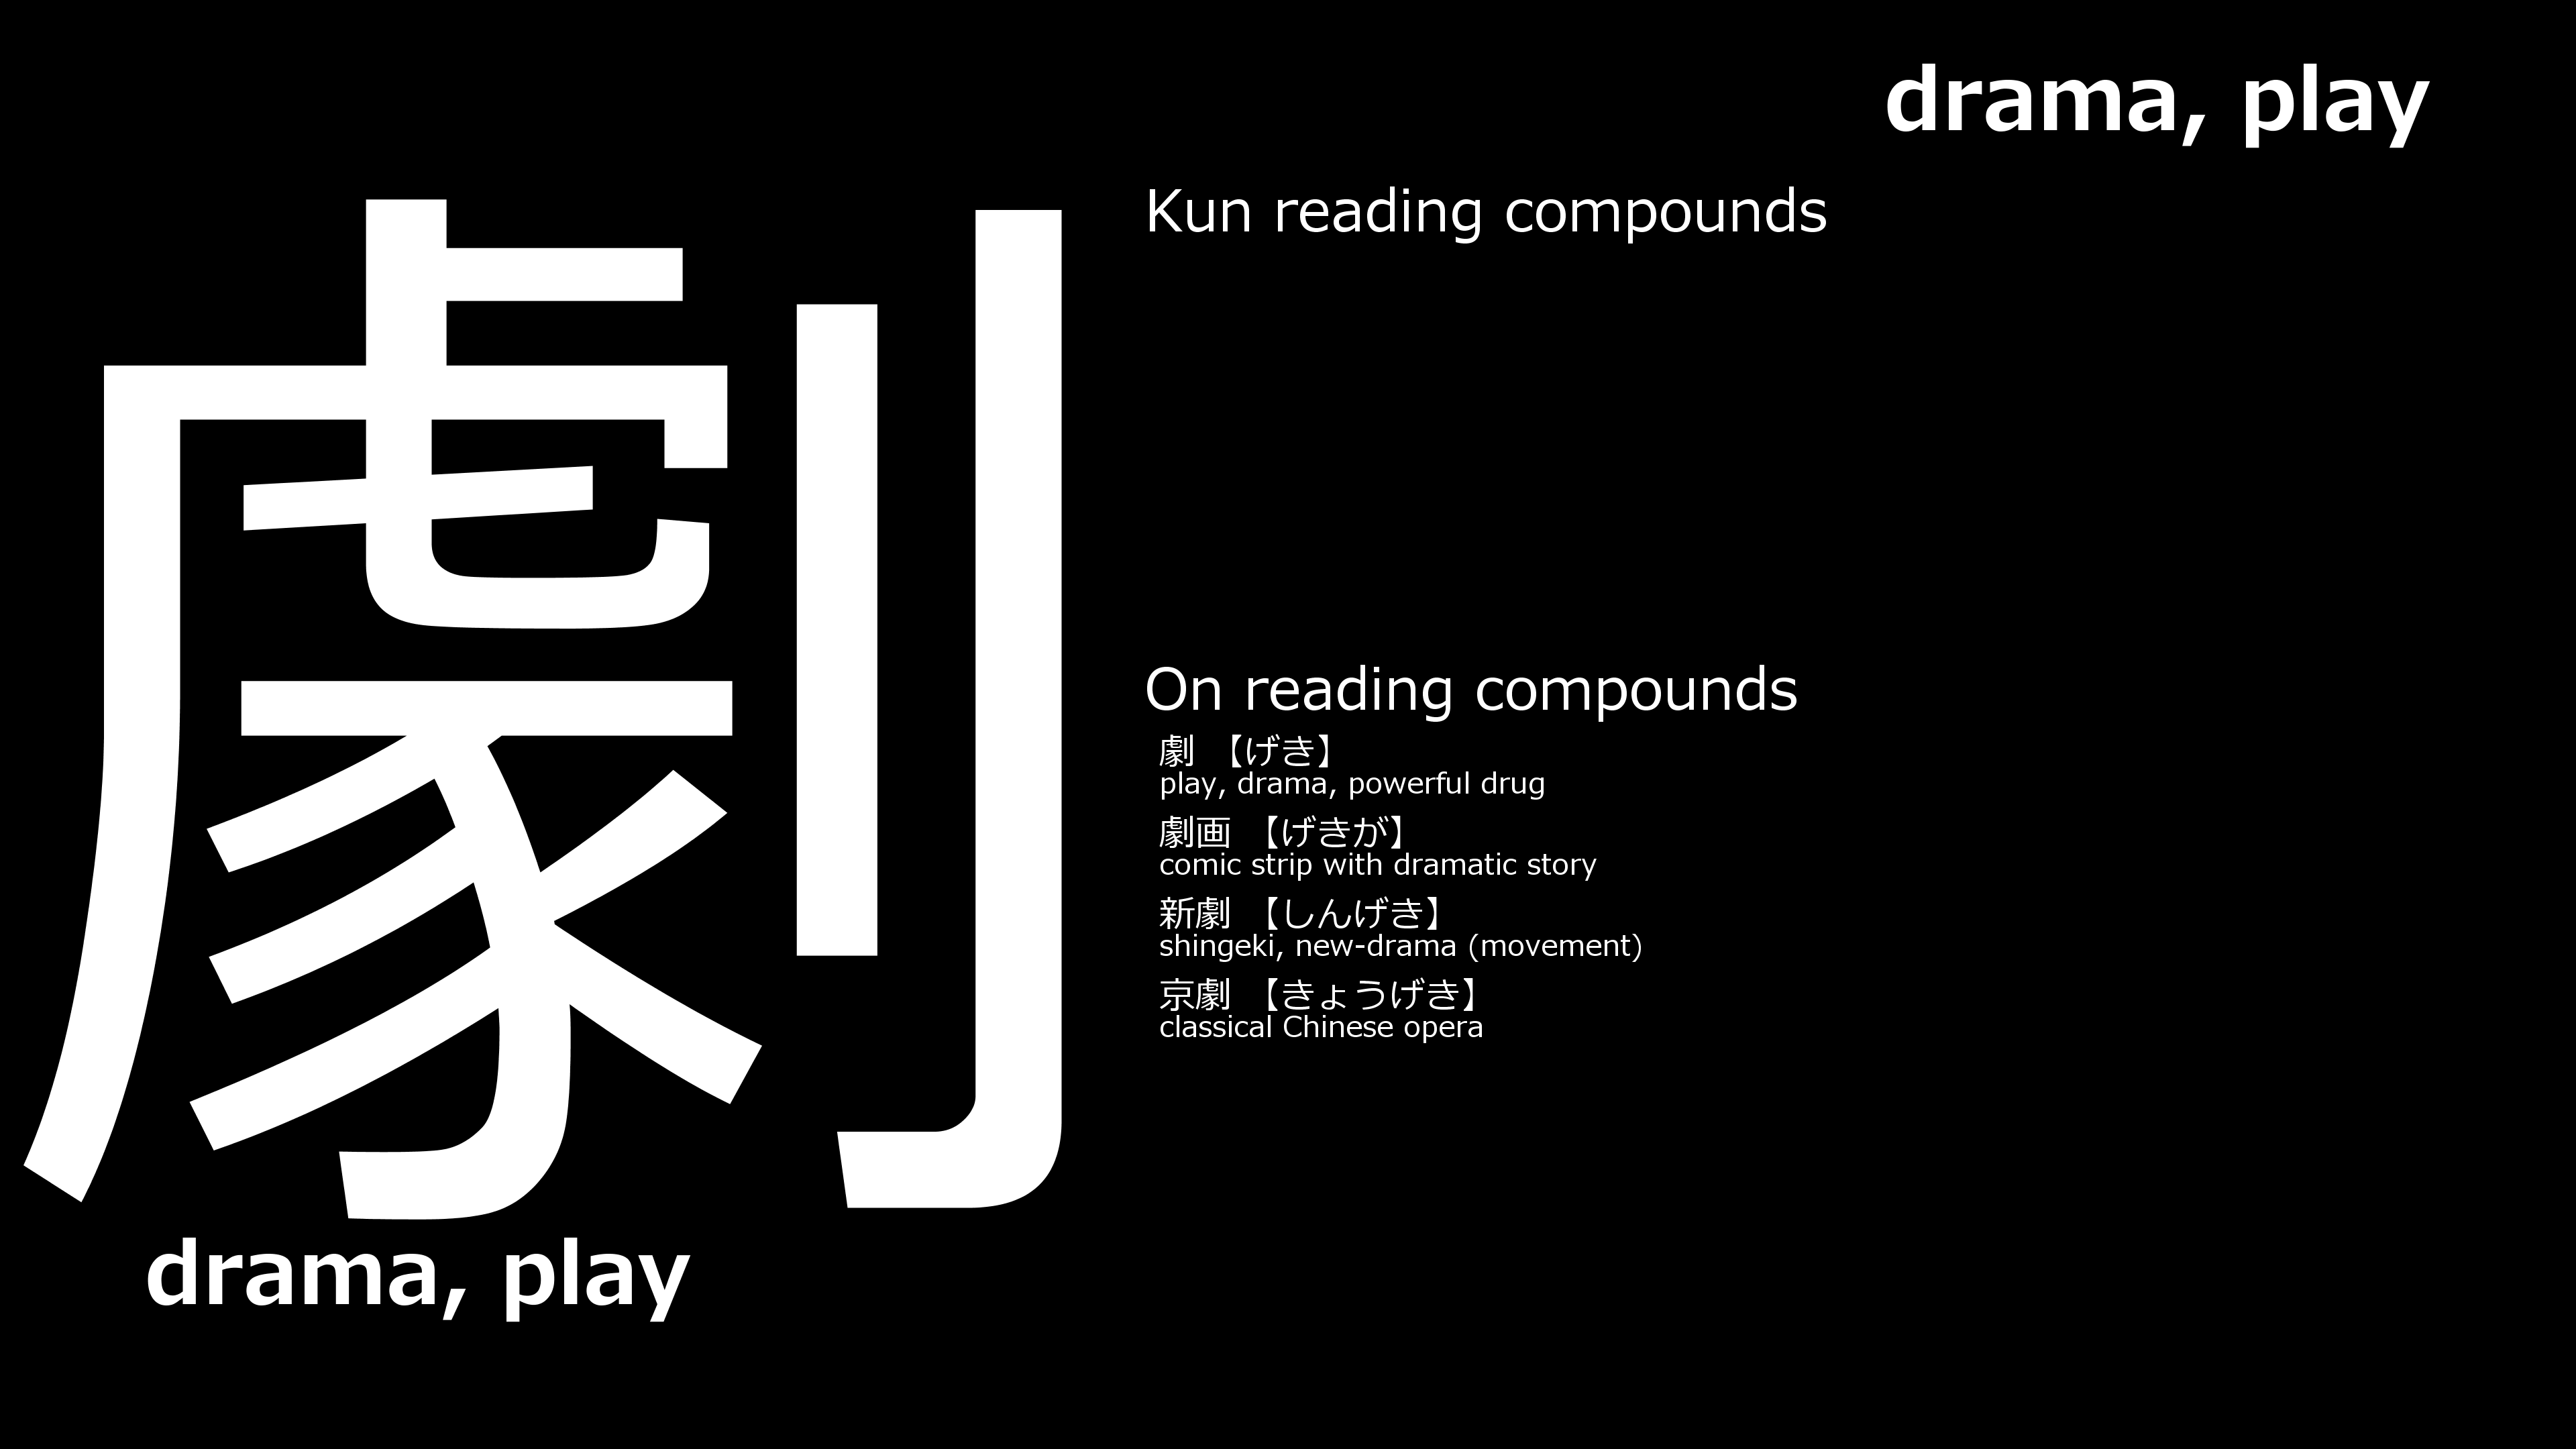 drama, play
劇
drama, play
Kun reading compounds
On reading compounds
劇 【げき】
play, drama, powerful drug
劇画 【げきが】
comic strip with dramatic story
新劇 【しんげき】
shingeki, new-drama (movement)
京劇 【きょうげき】
classical Chinese opera